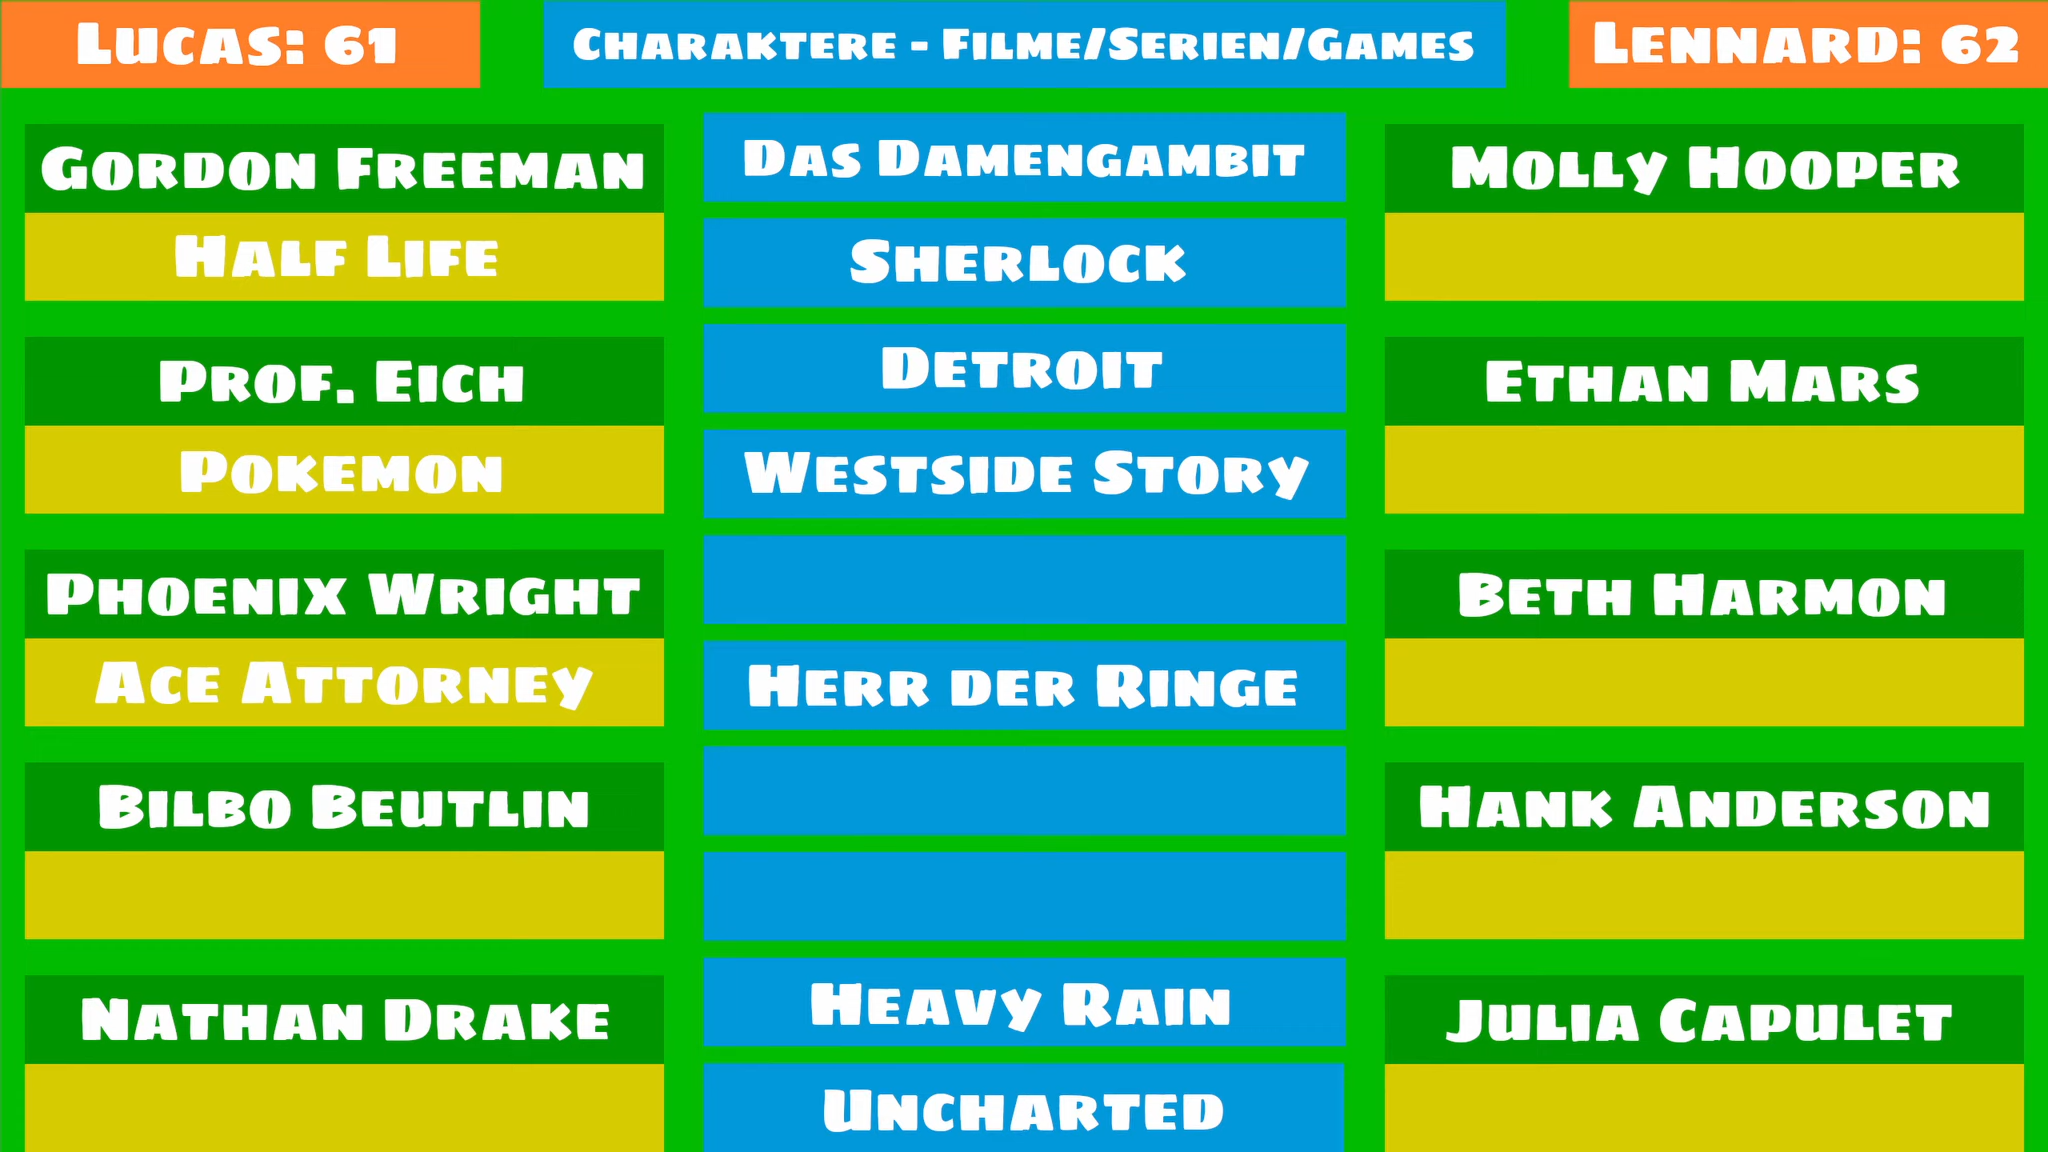 Lucas: 61
Charaktere - Filme/Serien/Games
Lennard: 62
Gordon Freeman
Half Life
Prof. Eich
Pokemon
Phoenix Wright
Ace Attorney
Bilbo Beutlin
Nathan Drake
Das Damengambit
Sherlock
Detroit
Westside Story
Herr der Ringe
Heavy Rain
Uncharted
Molly Hooper
Ethan Mars
Beth Harmon
Hank Anderson
Julia Capulet